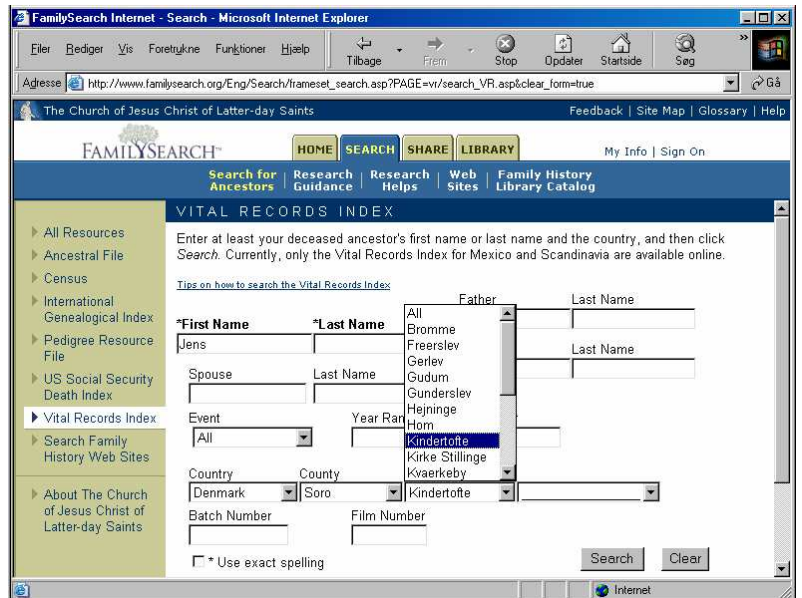 FamilySearch Internet - Search - Microsoft Internet Explorer
Filer Rediger Vis Foretrukne Funktioner Hjælp
Tilbage Frem Stop Opdater Startside Søg »
Adresse http://www.familysearch.org/Eng/Search/frameset_search.asp?PAGE=vr/search_VR.asp&clear_form=true Gå
The Church of Jesus Christ of Latter-day Saints
Feedback | Site Map | Glossary | Help
FAMILYSEARCH
HOME SEARCH SHARE LIBRARY
My Info | Sign On
Search for Ancestors | Research Guidance | Research Helps | Web Sites | Family History Library Catalog
All Resources
Ancestral File
Census
International
Genealogical Index
Pedigree Resource
File
US Social Security
Death Index
Vital Records Index
Search Family
History Web Sites
About The Church
of Jesus Christ of
Latter-day Saints
VITAL RECORDS INDEX
Enter at least your deceased ancestor's first name or last name and the country, and then click
Search. Currently, only the Vital Records Index for Mexico and Scandinavia are available online.
Tips on how to search the Vital Records Index
Father Last Name
*First Name *Last Name
Jens
Last Name
Spouse Last Name
Event Year Ran
All
All
Bromme
Freerslev
Gerlev
Gudum
Gunderslev
Hejninge
Horn
Kindertofte
Kirke Stillinge
Kvaerkeby
Country County
Denmark Soro Kindertofte
Batch Number Film Number
* Use exact spelling
Search Clear
Internet